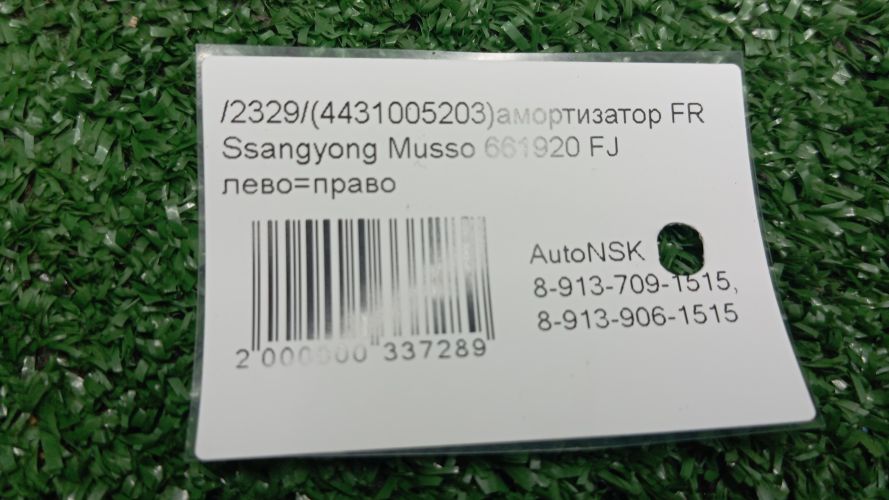 /2329/(4431005203)амортизатор FR
Ssangyong Musso 661920 FJ
лево=право
AutoNSK
8-913-709-1515,
8-913-906-1515
2 000000 337289